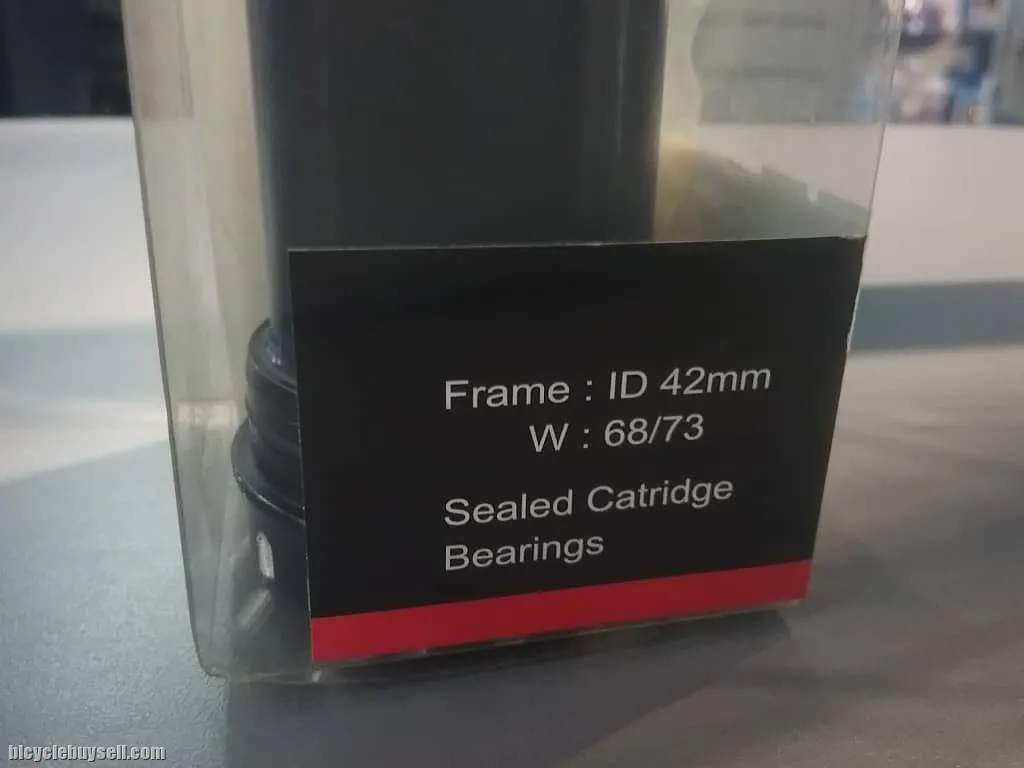 Frame : ID 42mm
W : 68/73
Sealed Catridge
Bearings
bicyclebuysell.com